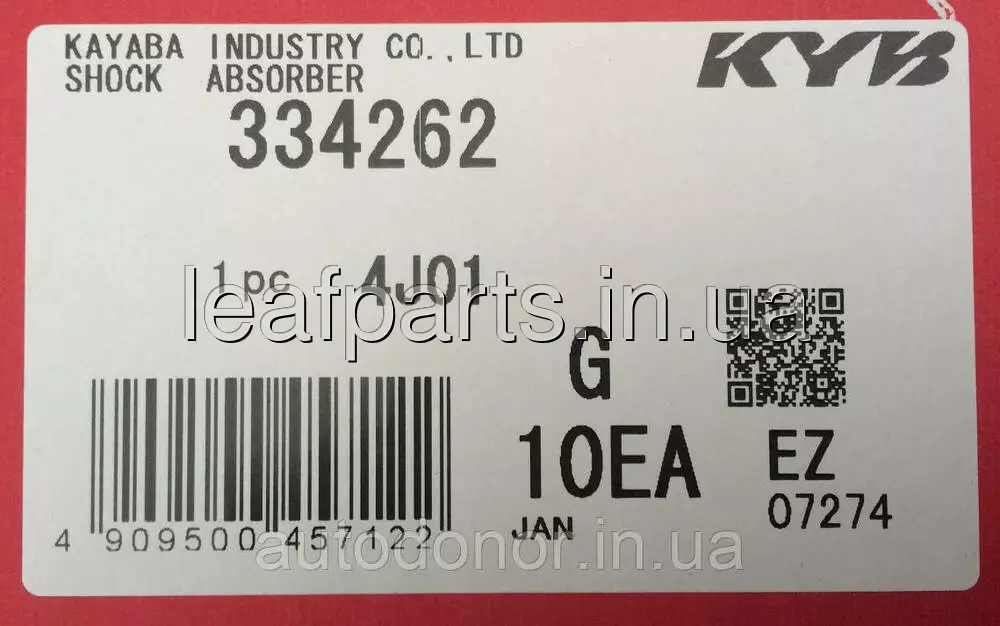 KAYABA INDUSTRY CO.,LTD
KYB
SHOCK ABSORBER
334262
1pc 4J01
leafparts.in.ua
G
10EA
EZ
JAN
07274
4 909500 457122
autodonor.in.ua